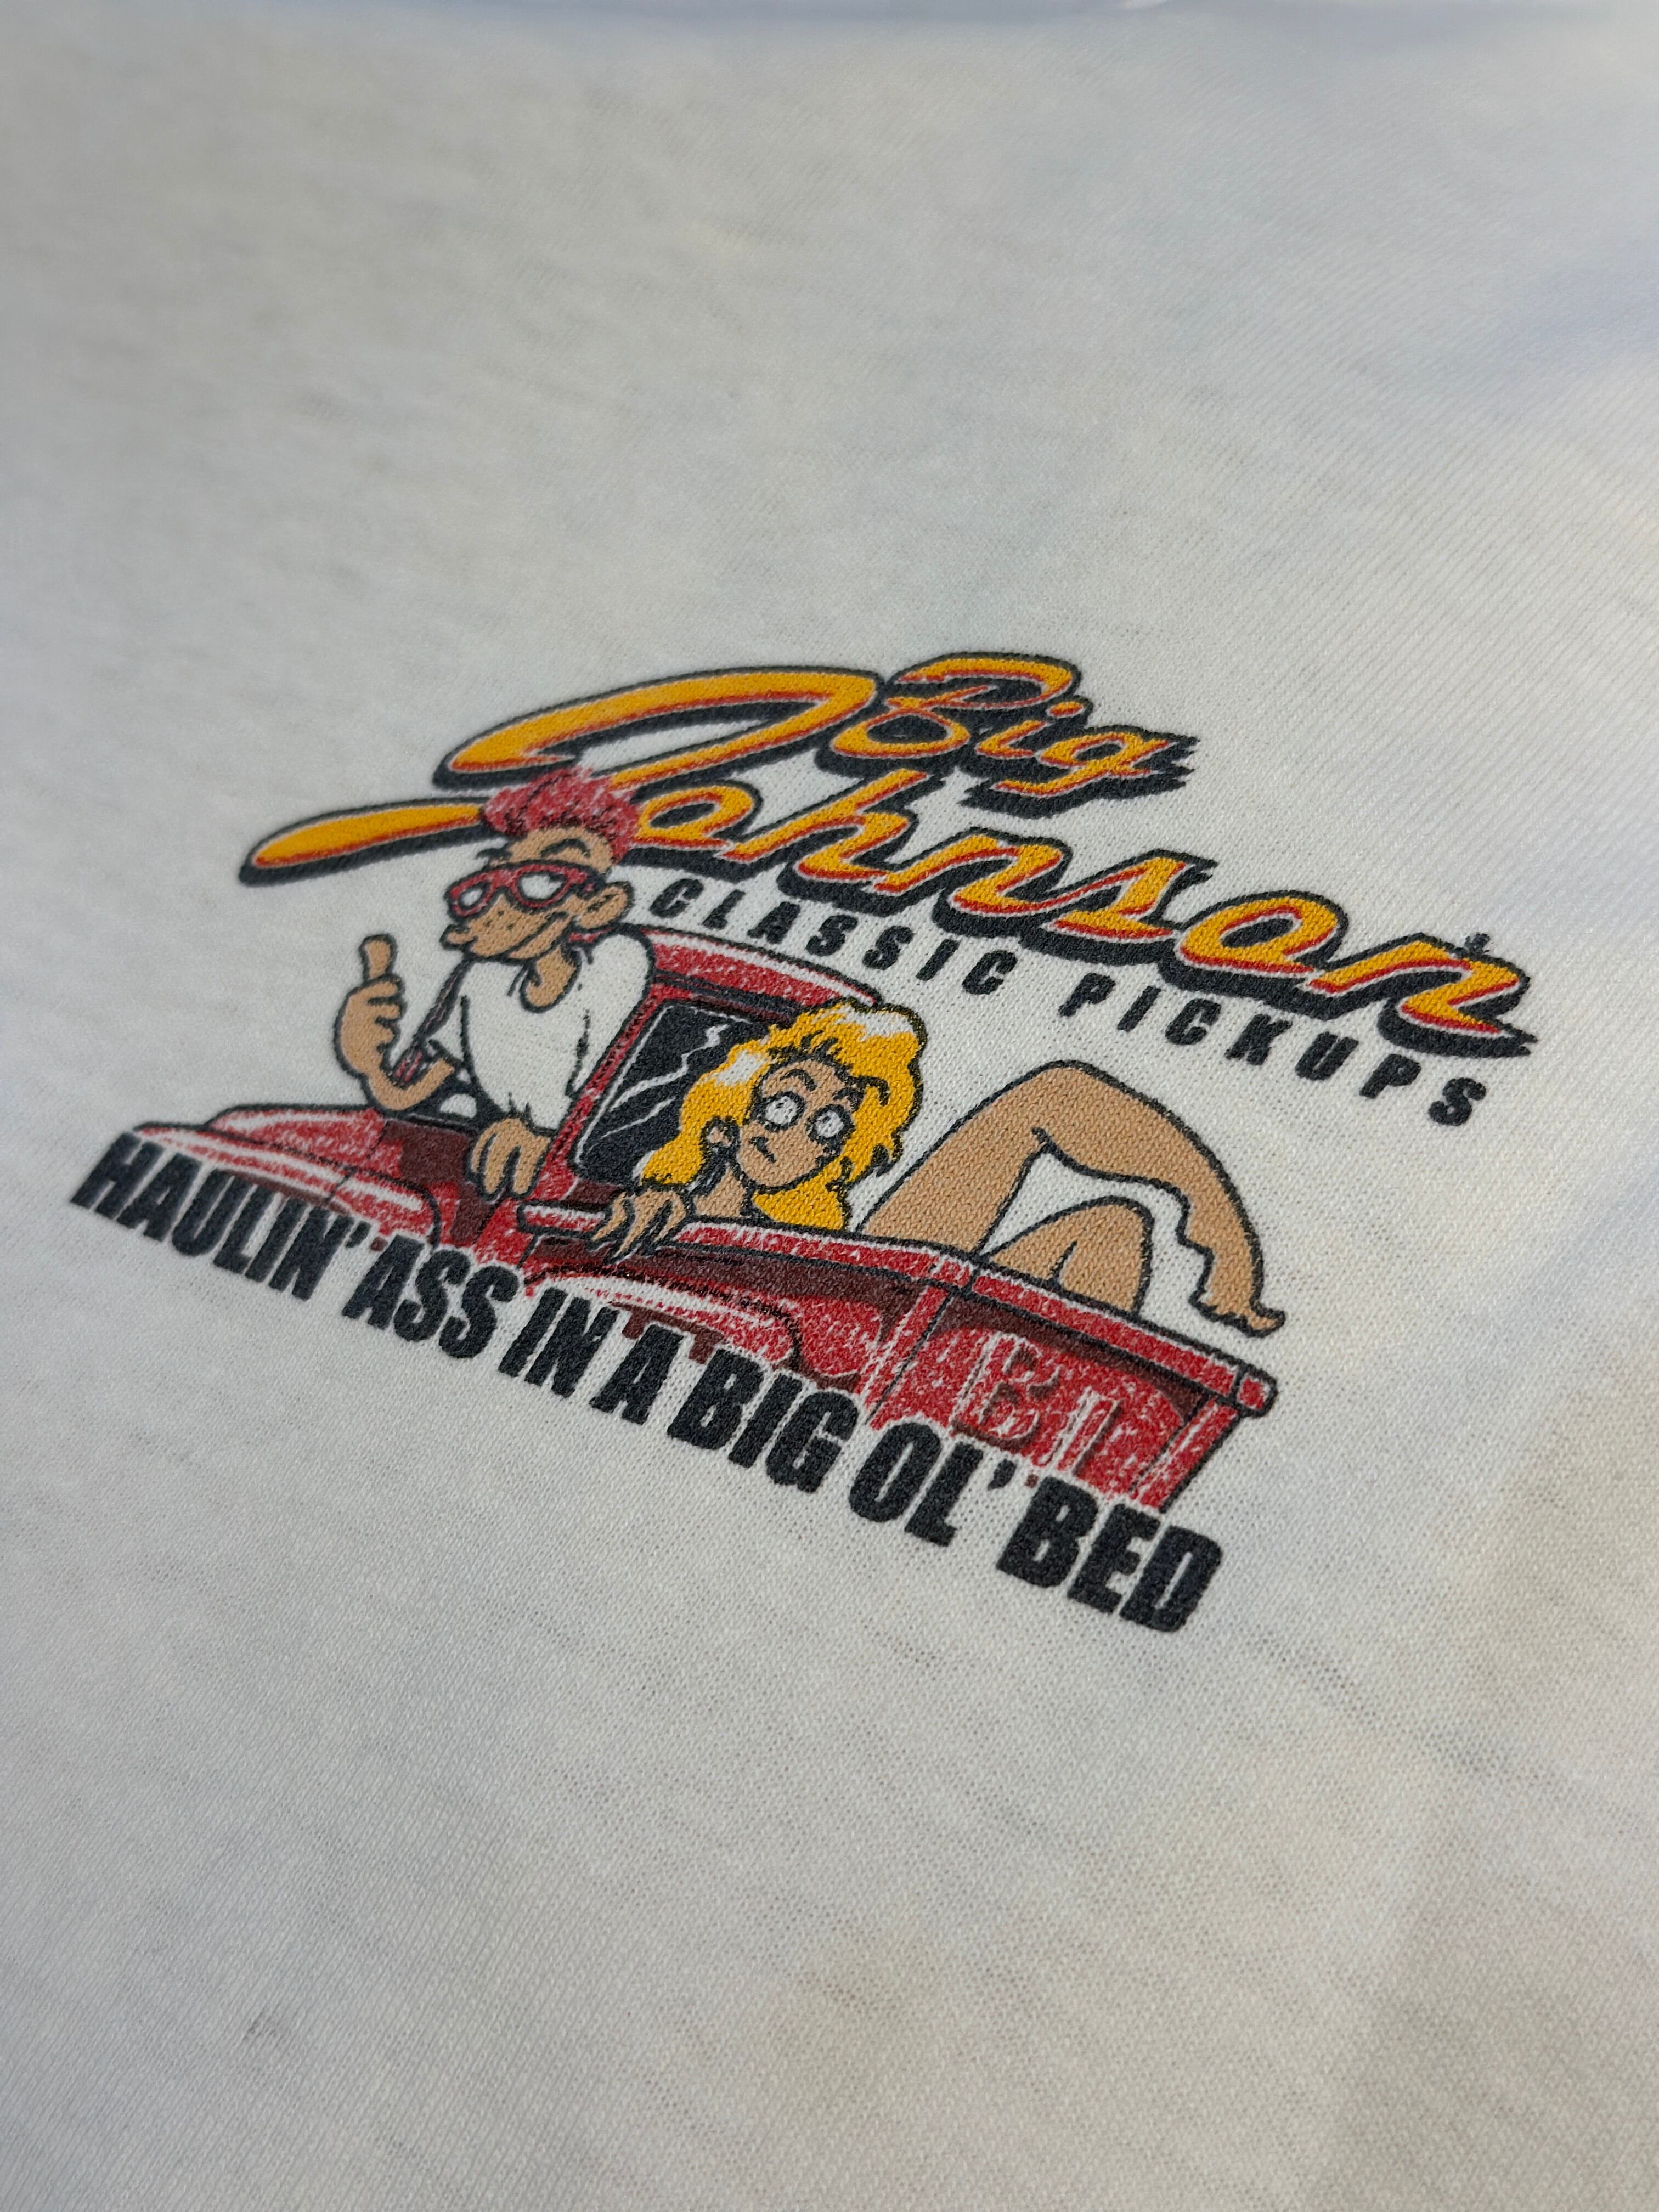 Big
Johnson
CLASSIC PICKUPS
HAULIN' ASS IN A BIG OL' BED